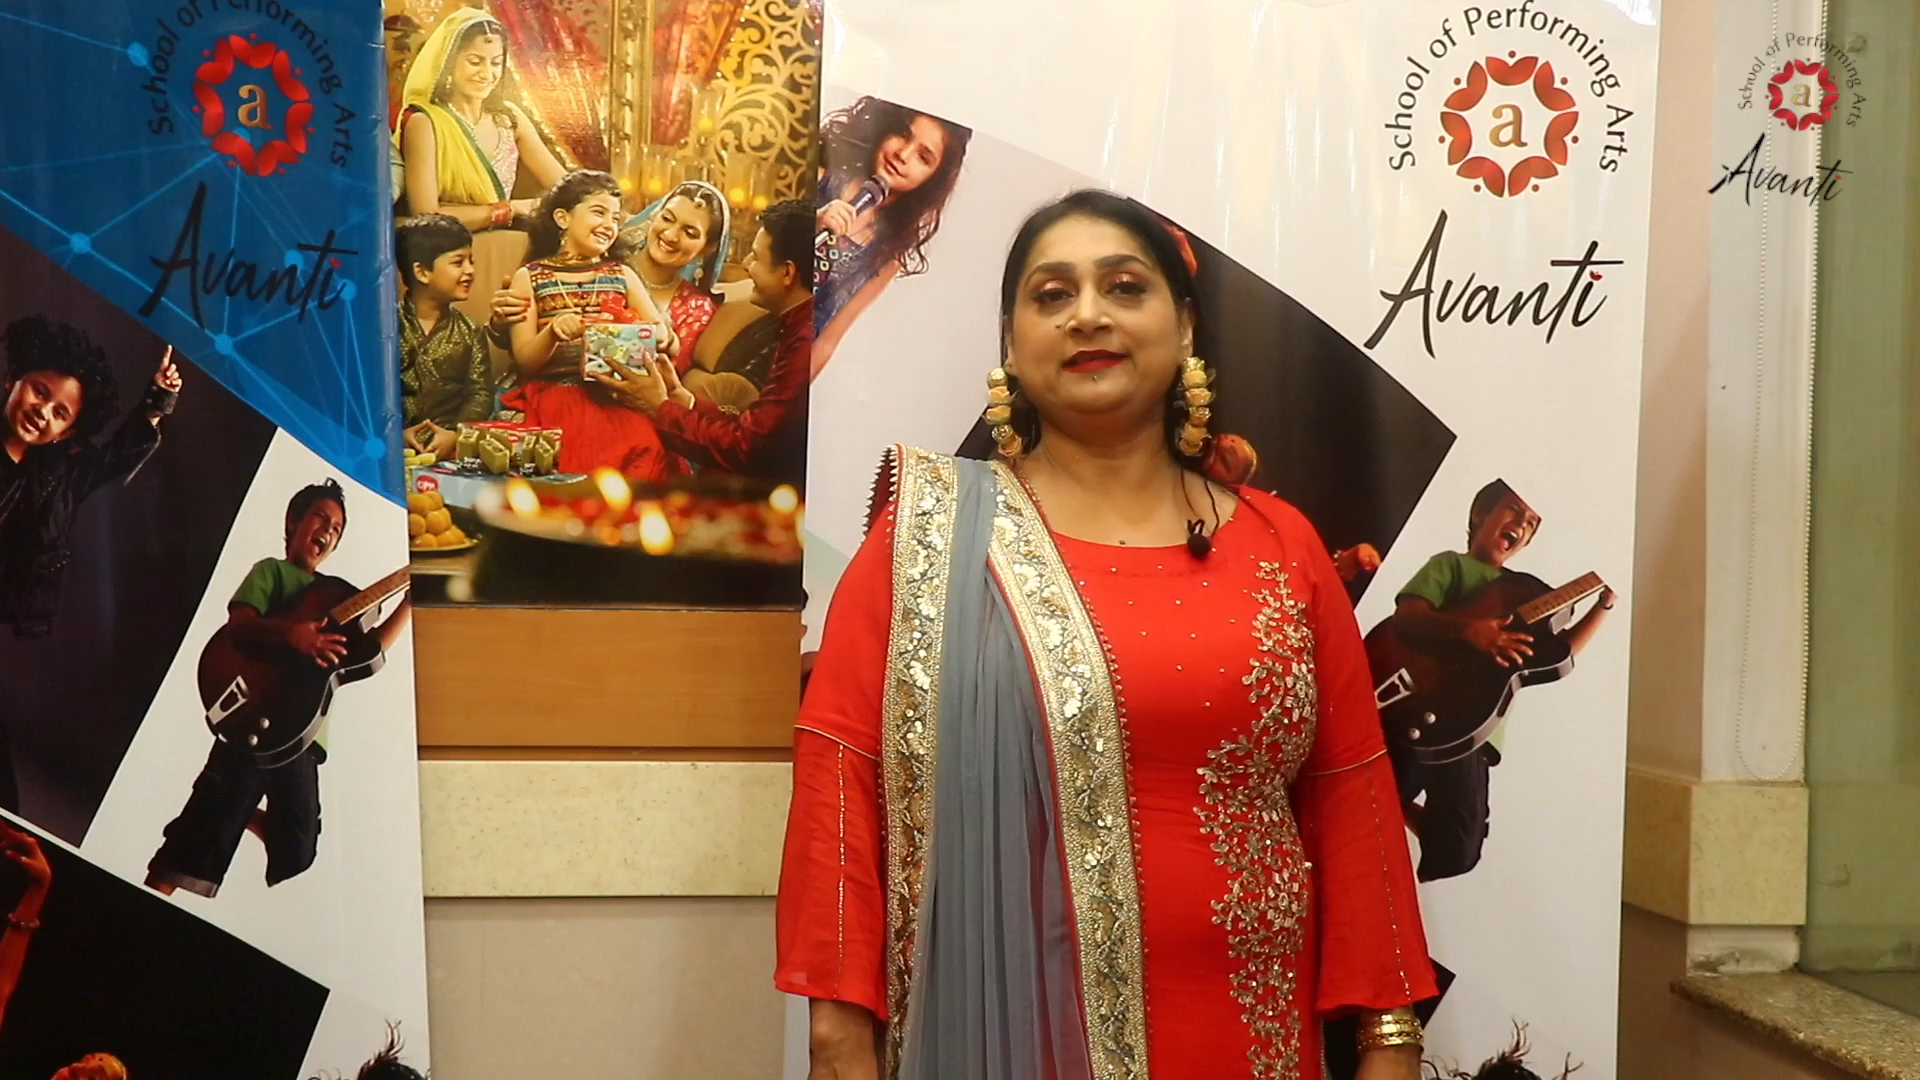 School of Performing Arts
a
Avanti
School of Performing Arts
a
Avanti
School of Performing Arts
a
Avanti